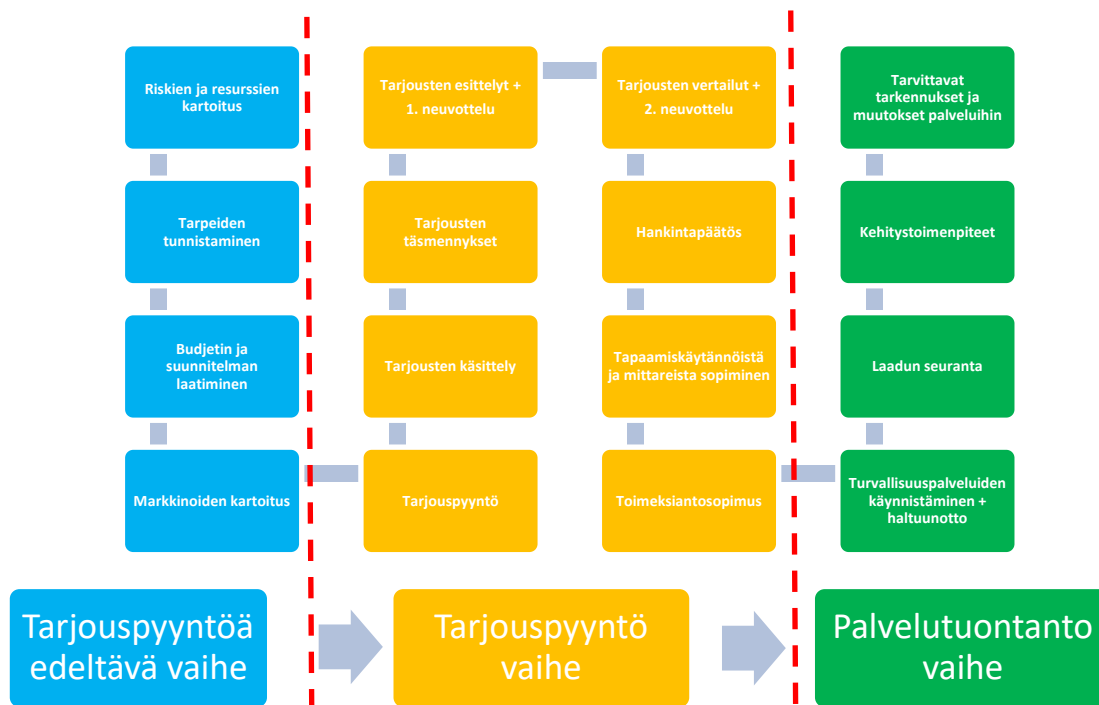 Riskien ja resurssien
kartoitus
Tarpeiden
tunnistaminen
Budjetin ja
suunnitelman
laatiminen
Markkinoiden kartoitus
Tarjouspyyntö
Tarjousten käsittely
Tarjousten
täsmennykset
Tarjousten esittelyt +
1. neuvottelu
Tarjousten vertailut +
2. neuvottelu
Hankintapäätös
Tapaamiskäytännöistä
ja mittareista sopiminen
Toimeksiantosopimus
Turvallisuuspalveluiden
käynnistäminen +
haltuunotto
Laadun seuranta
Kehitystoimenpiteet
Tarvittavat
tarkennukset ja
muutokset palveluihin
Tarjouspyyntöä
edeltävä vaihe
Tarjouspyyntö
vaihe
Palvelutuontanto
vaihe